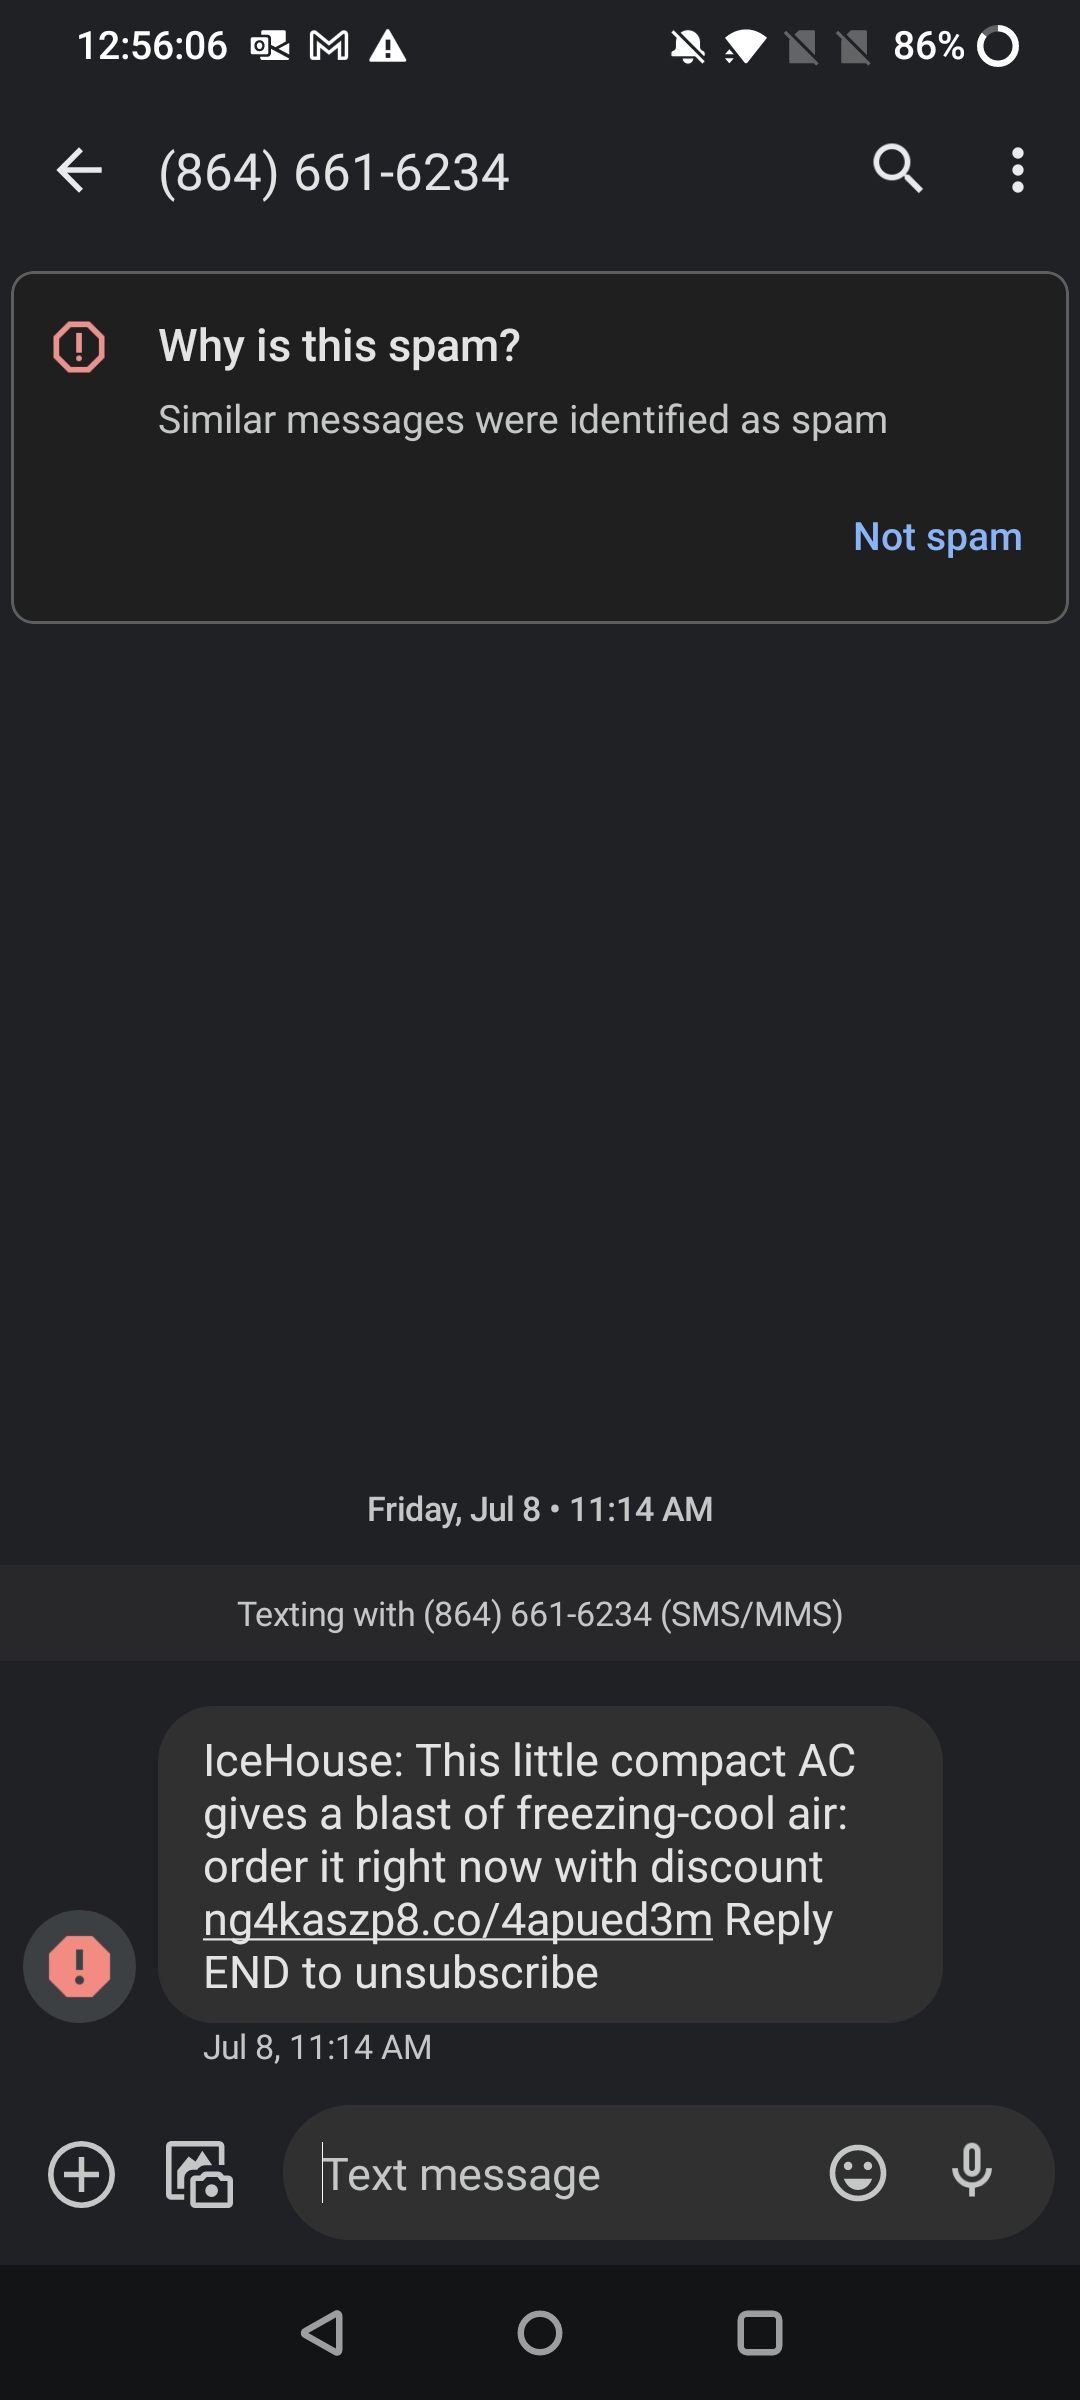 12:56:06 86%
(864) 661-6234
Why is this spam?
Similar messages were identified as spam
Not spam
Friday, Jul 8 • 11:14 AM
Texting with (864) 661-6234 (SMS/MMS)
IceHouse: This little compact AC
gives a blast of freezing-cool air:
order it right now with discount
ng4kaszp8.co/4apued3m Reply
END to unsubscribe
Jul 8, 11:14 AM
Text message